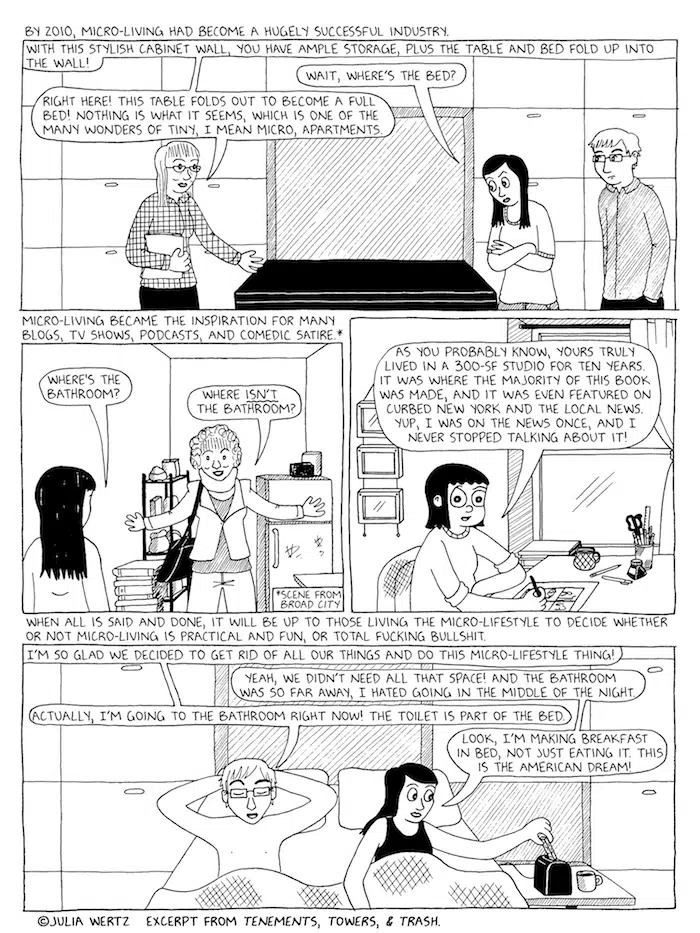 BY 2010, MICRO-LIVING HAD BECOME A HUGELY SUCCESSFUL INDUSTRY.
WITH THIS STYLISH CABINET WALL, YOU HAVE AMPLE STORAGE, PLUS THE TABLE AND BED FOLD UP INTO
THE WALL!
WAIT, WHERE'S THE BED?
RIGHT HERE! THIS TABLE FOLDS OUT TO BECOME A FULL
BED! NOTHING IS WHAT IT SEEMS, WHICH IS ONE OF THE
MANY WONDERS OF TINY, I MEAN MICRO, APARTMENTS.
MICRO-LIVING BECAME THE INSPIRATION FOR MANY
BLOGS, TV SHOWS, PODCASTS, AND COMEDIC SATIRE.*
WHERE'S THE
BATHROOM?
WHERE ISN'T
THE BATHROOM?
*SCENE FROM
BROAD CITY
AS YOU PROBABLY KNOW, YOURS TRULY
LIVED IN A 300-SF STUDIO FOR TEN YEARS.
IT WAS WHERE THE MAJORITY OF THIS BOOK
WAS MADE, AND IT WAS EVEN FEATURED ON
CURBED NEW YORK AND THE LOCAL NEWS.
YUP, I WAS ON THE NEWS ONCE, AND I
NEVER STOPPED TALKING ABOUT IT!
WHEN ALL IS SAID AND DONE, IT WILL BE UP TO THOSE LIVING THE MICRO-LIFESTYLE TO DECIDE WHETHER
OR NOT MICRO-LIVING IS PRACTICAL AND FUN, OR TOTAL FUCKING BULLSHIT.
I'M SO GLAD WE DECIDED TO GET RID OF ALL OUR THINGS AND DO THIS MICRO-LIFESTYLE THING!
YEAH, WE DIDN'T NEED ALL THAT SPACE! AND THE BATHROOM
WAS SO FAR AWAY, I HATED GOING IN THE MIDDLE OF THE NIGHT.
ACTUALLY, I'M GOING TO THE BATHROOM RIGHT NOW! THE TOILET IS PART OF THE BED.
LOOK, I'M MAKING BREAKFAST
IN BED, NOT JUST EATING IT. THIS
IS THE AMERICAN DREAM!
©JULIA WERTZ EXCERPT FROM TENEMENTS, TOWERS, & TRASH.